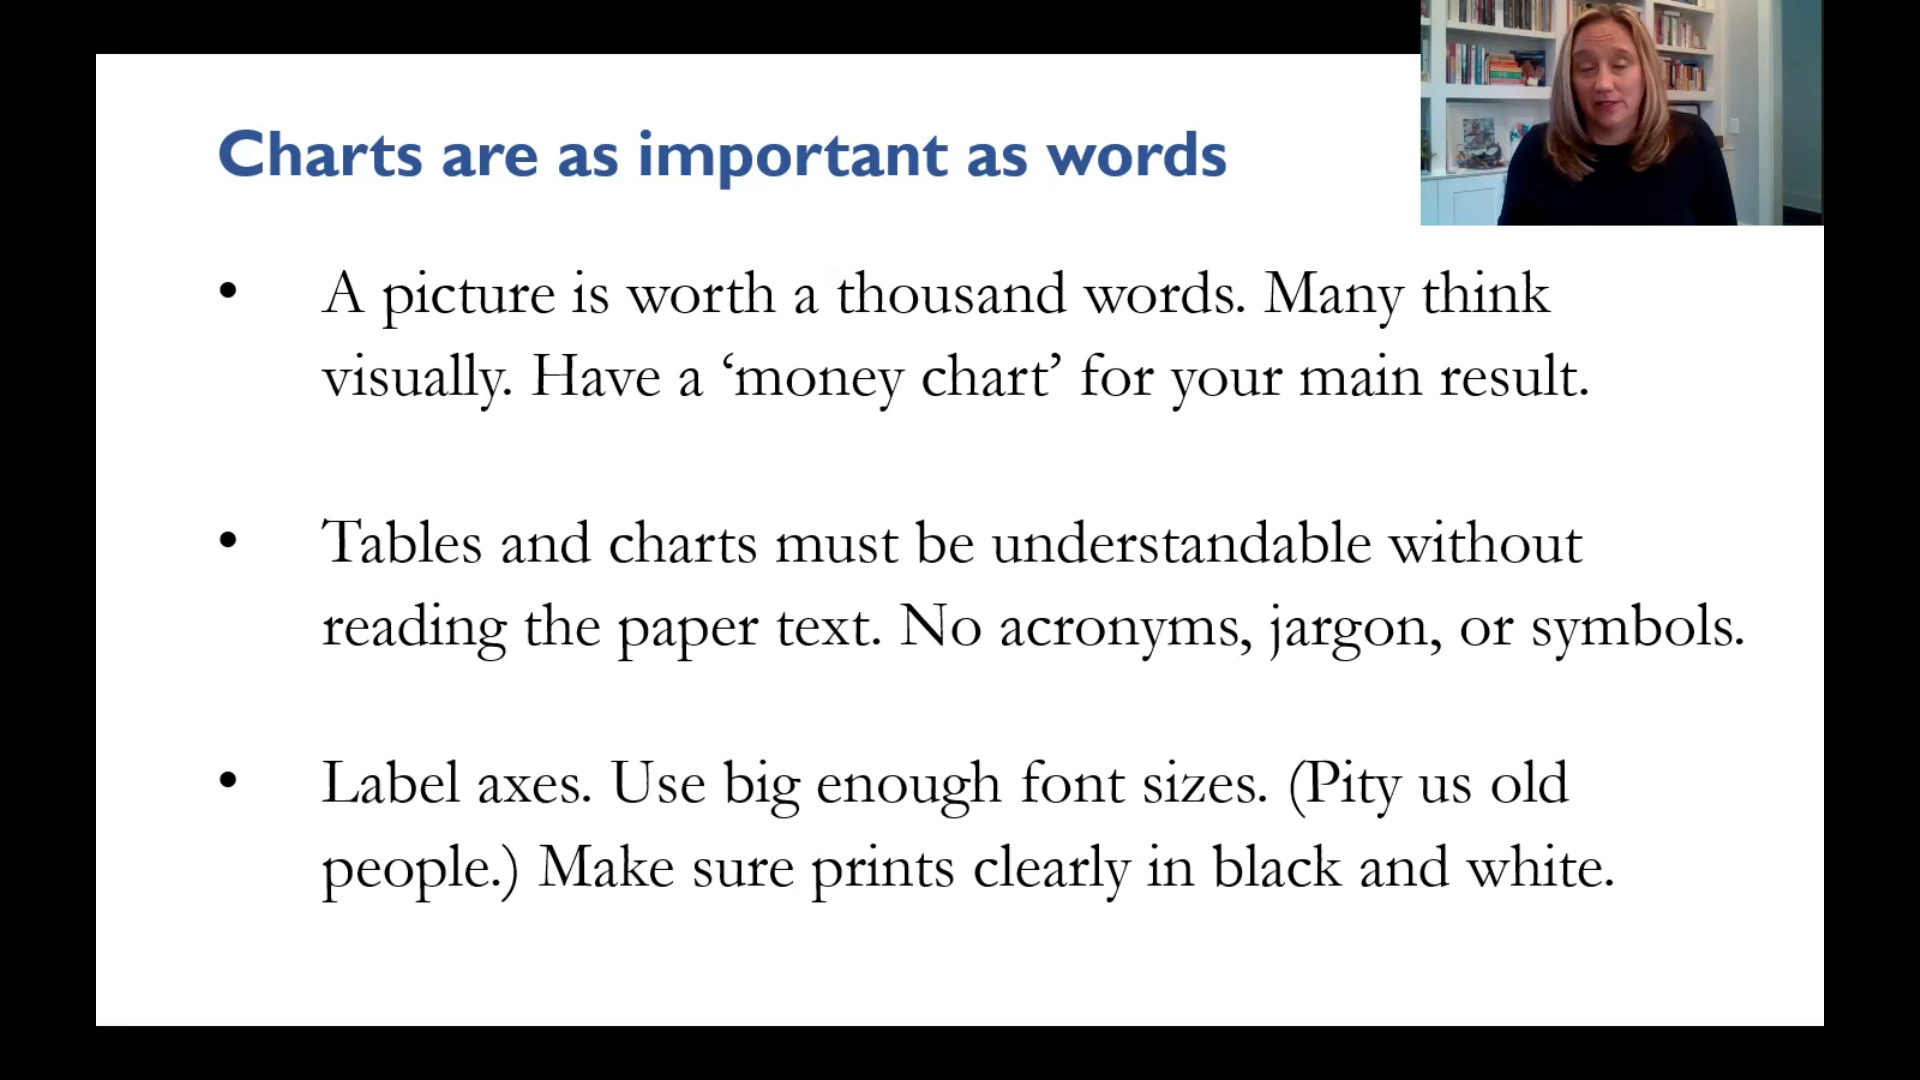 Charts are as important as words
• A picture is worth a thousand words. Many think
visually. Have a ‘money chart’ for your main result.
• Tables and charts must be understandable without
reading the paper text. No acronyms, jargon, or symbols.
• Label axes. Use big enough font sizes. (Pity us old
people.) Make sure prints clearly in black and white.